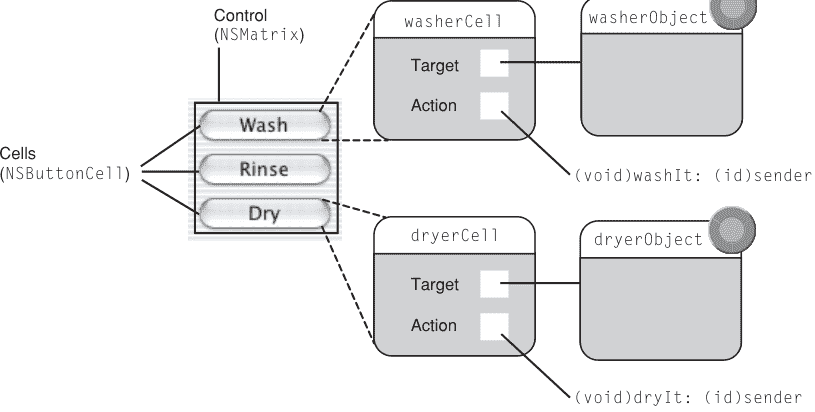 Control
(NSMatrix)
washerCell
washerObject
Target
Action
Wash
Cells
(NSButtonCell)
Rinse
(void)washIt: (id)sender
Dry
dryerCell
dryerObject
Target
Action
(void)dryIt: (id)sender